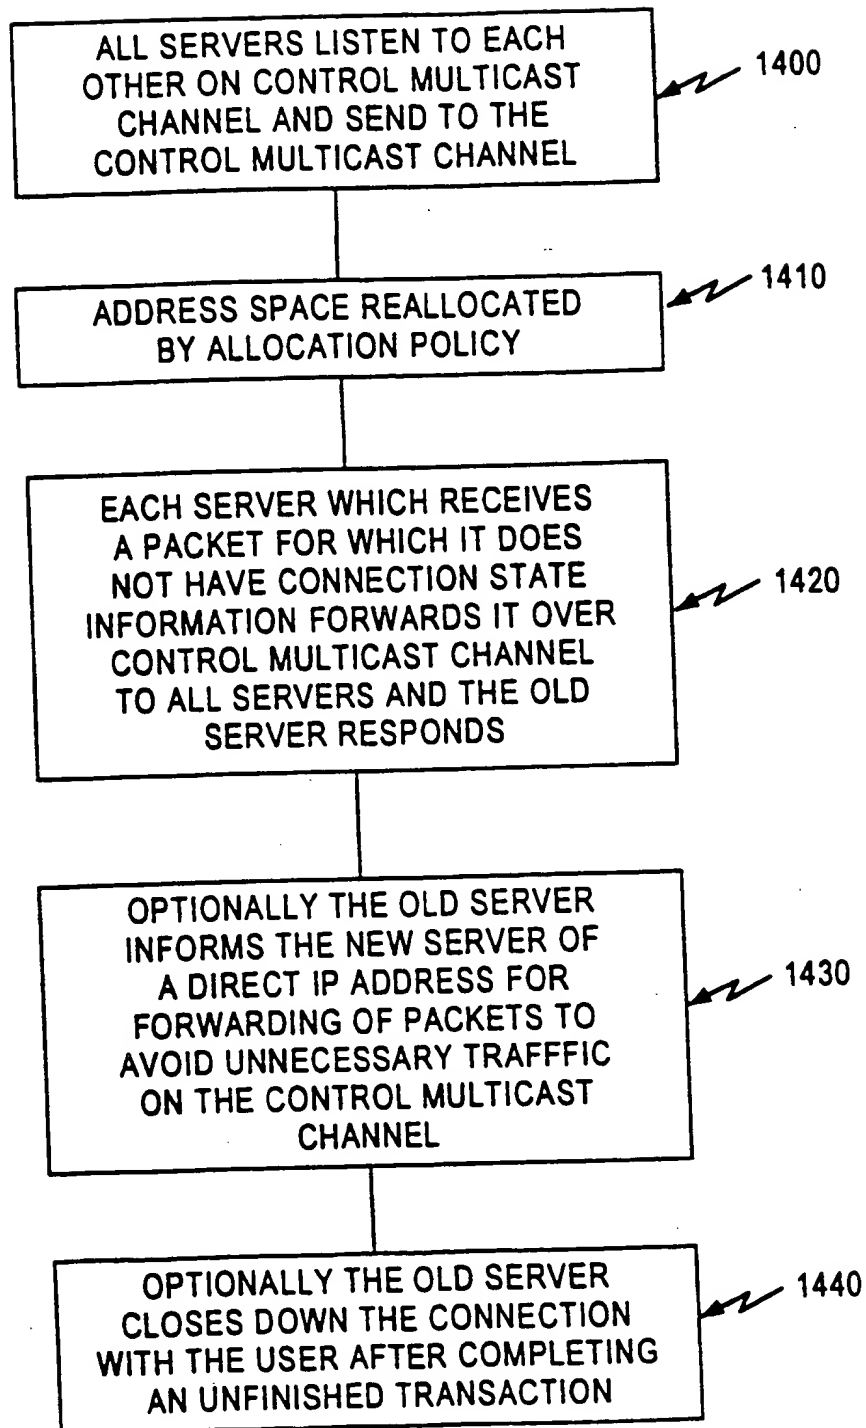 ALL SERVERS LISTEN TO EACH
OTHER ON CONTROL MULTICAST
CHANNEL AND SEND TO THE
CONTROL MULTICAST CHANNEL
1400
ADDRESS SPACE REALLOCATED
BY ALLOCATION POLICY
1410
EACH SERVER WHICH RECEIVES
A PACKET FOR WHICH IT DOES
NOT HAVE CONNECTION STATE
INFORMATION FORWARDS IT OVER
CONTROL MULTICAST CHANNEL
TO ALL SERVERS AND THE OLD
SERVER RESPONDS
1420
OPTIONALLY THE OLD SERVER
INFORMS THE NEW SERVER OF
A DIRECT IP ADDRESS FOR
FORWARDING OF PACKETS TO
AVOID UNNECESSARY TRAFFFIC
ON THE CONTROL MULTICAST
CHANNEL
1430
OPTIONALLY THE OLD SERVER
CLOSES DOWN THE CONNECTION
WITH THE USER AFTER COMPLETING
AN UNFINISHED TRANSACTION
1440